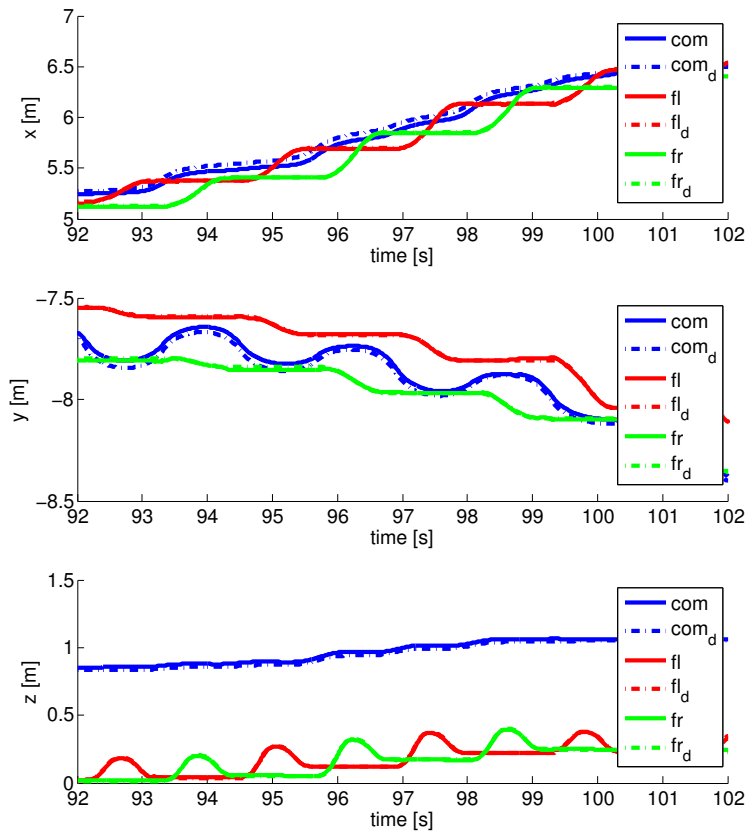 7
6.5
6
5.5
5
x [m]
92 93 94 95 96 97 98 99 100 101 102
time [s]
com
com_d
fl
fl_d
fr
fr_d
−7.5
−8
−8.5
y [m]
92 93 94 95 96 97 98 99 100 101 102
time [s]
com
com_d
fl
fl_d
fr
fr_d
1.5
1
0.5
0
z [m]
92 93 94 95 96 97 98 99 100 101 102
time [s]
com
com_d
fl
fl_d
fr
fr_d